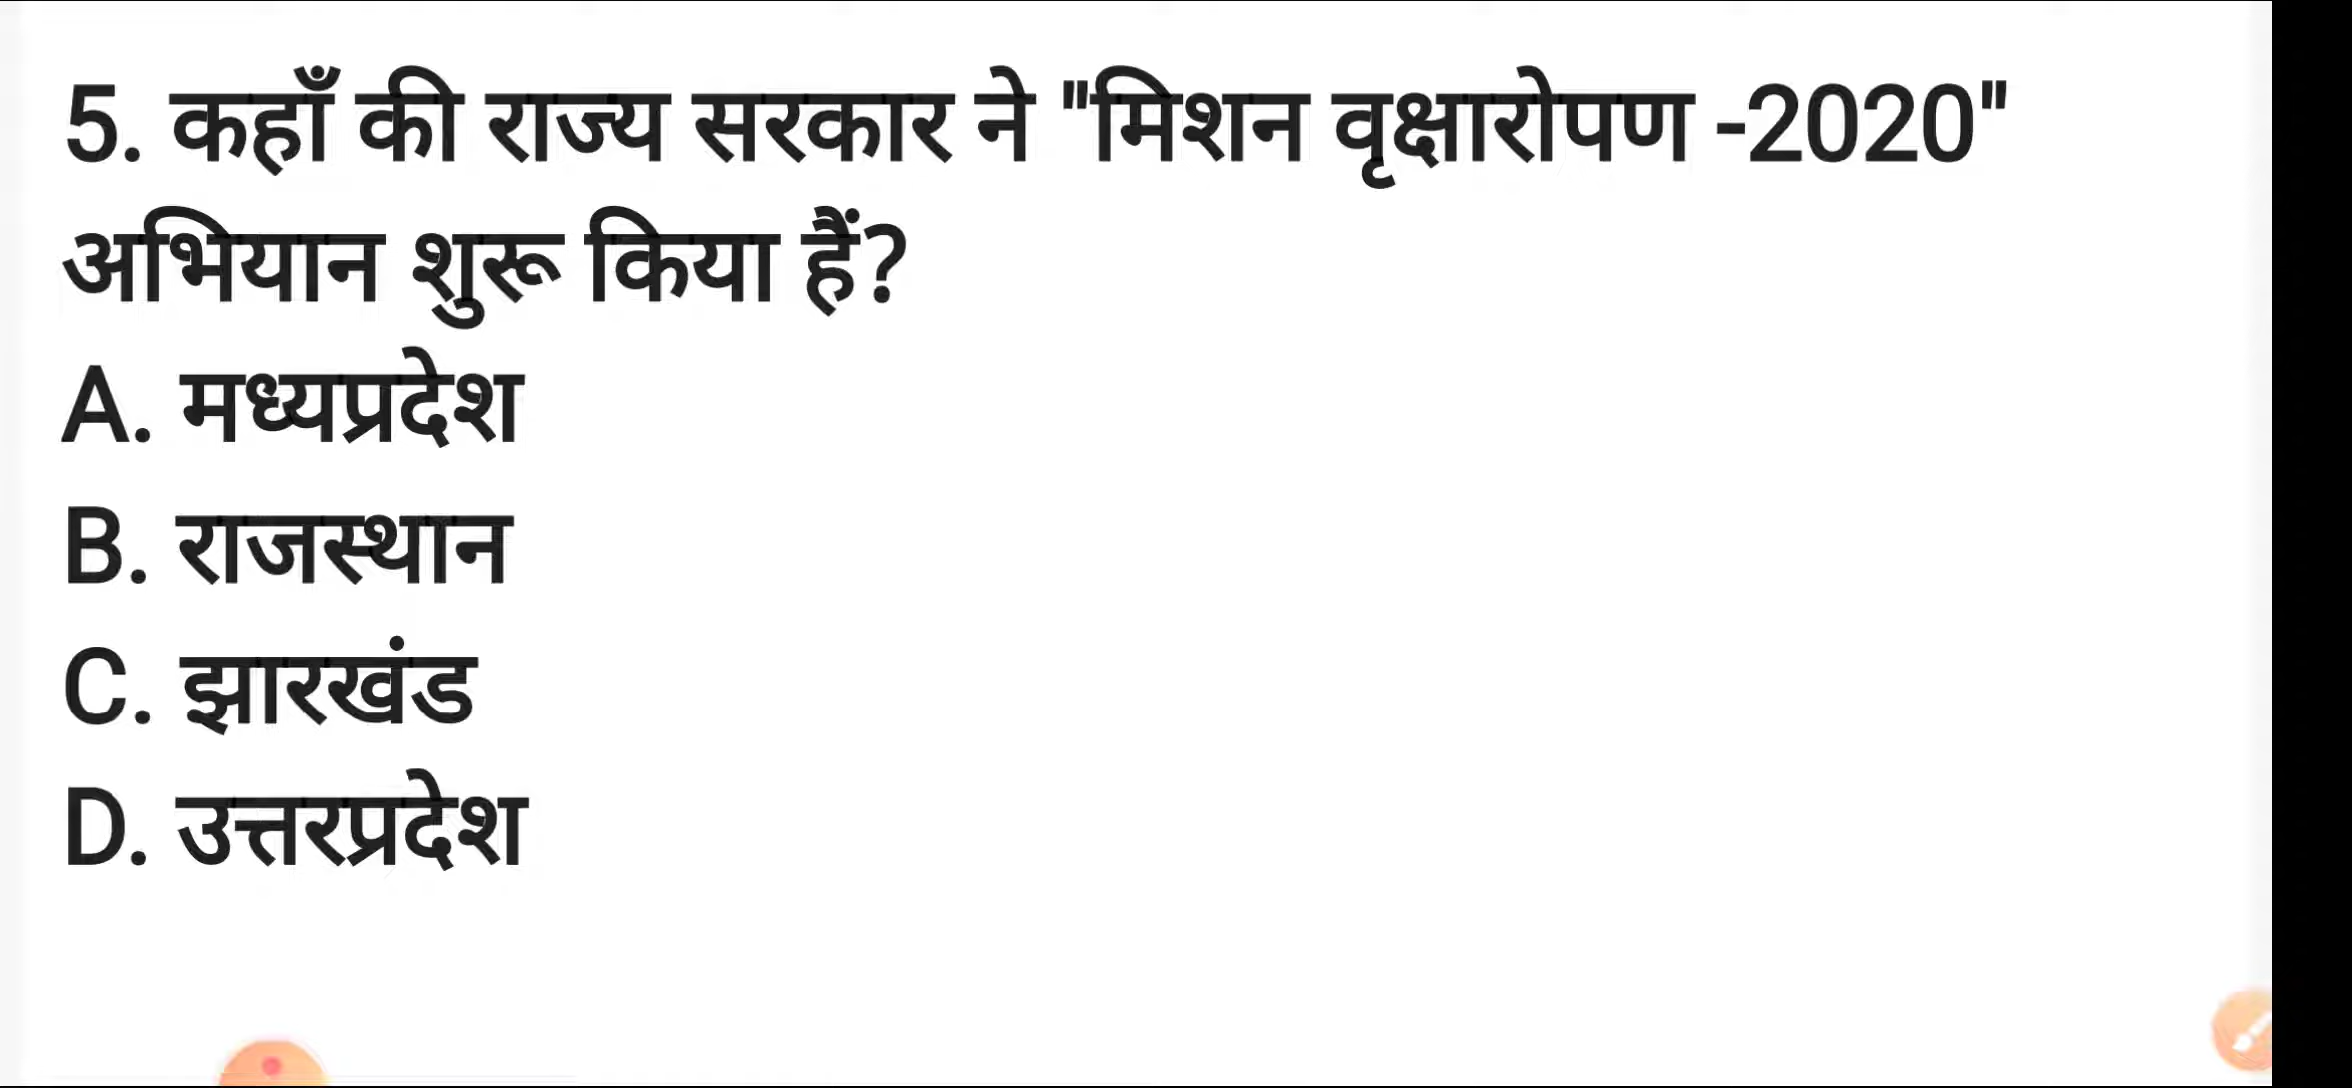 5. कहाँ की राज्य सरकार ने "मिशन वृक्षारोपण -2020"
अभियान शुरू किया हैं?
A. मध्यप्रदेश
B. राजस्थान
C. झारखंड
D. उत्तरप्रदेश